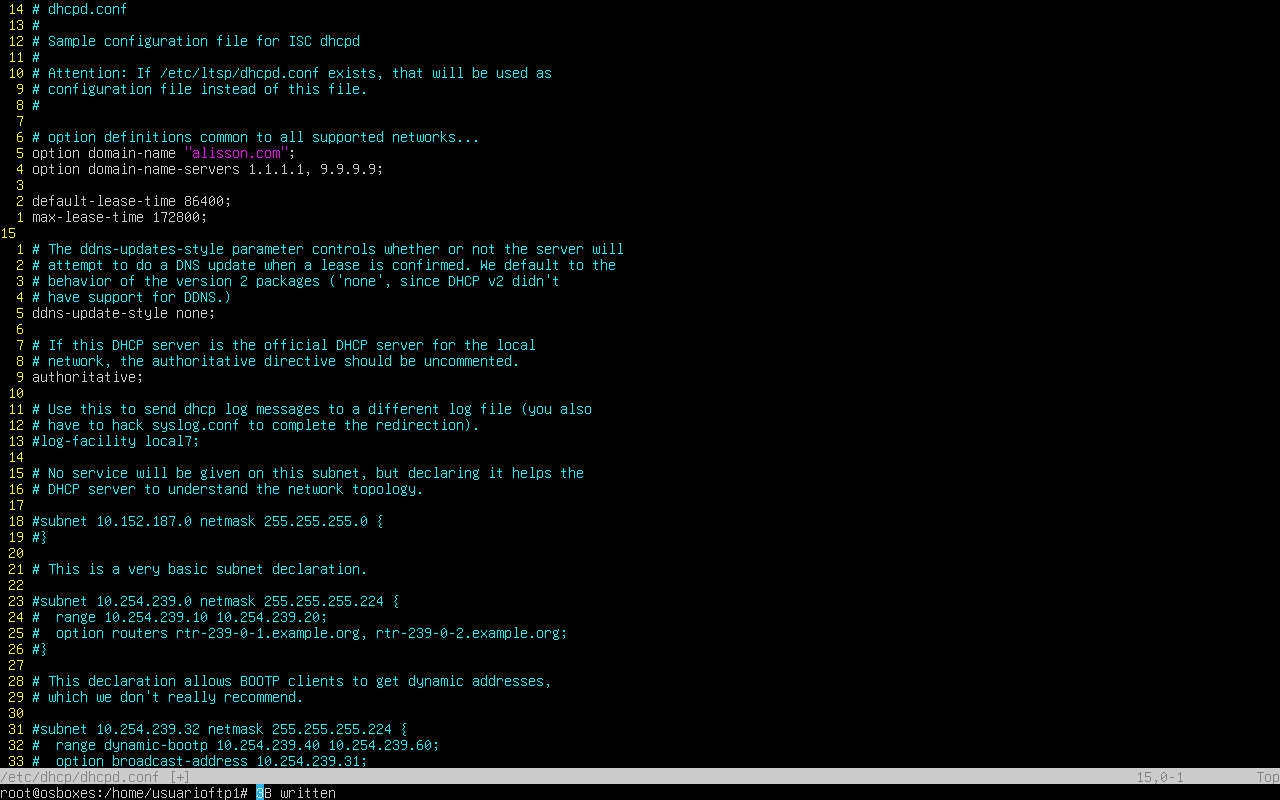 14 # dhcpd.conf
13 #
12 # Sample configuration file for ISC dhcpd
11 #
10 # Attention: If /etc/ltsp/dhcpd.conf exists, that will be used as
9 # configuration file instead of this file.
8 #
7
6 # option definitions common to all supported networks...
5 option domain-name "alisson.com";
4 option domain-name-servers 1.1.1.1, 9.9.9.9;
3
2 default-lease-time 86400;
1 max-lease-time 172800;
15
1 # The ddns-updates-style parameter controls whether or not the server will
2 # attempt to do a DNS update when a lease is confirmed. We default to the
3 # behavior of the version 2 packages ('none', since DHCP v2 didn't
4 # have support for DDNS.)
5 ddns-update-style none;
6
7 # If this DHCP server is the official DHCP server for the local
8 # network, the authoritative directive should be uncommented.
9 authoritative;
10
11 # Use this to send dhcp log messages to a different log file (you also
12 # have to hack syslog.conf to complete the redirection).
13 #log-facility local7;
14
15 # No service will be given on this subnet, but declaring it helps the
16 # DHCP server to understand the network topology.
17
18 #subnet 10.152.187.0 netmask 255.255.255.0 {
19 #}
20
21 # This is a very basic subnet declaration.
22
23 #subnet 10.254.239.0 netmask 255.255.255.224 {
24 #  range 10.254.239.10 10.254.239.20;
25 #  option routers rtr-239-0-1.example.org, rtr-239-0-2.example.org;
26 #}
27
28 # This declaration allows BOOTP clients to get dynamic addresses,
29 # which we don't really recommend.
30
31 #subnet 10.254.239.32 netmask 255.255.255.224 {
32 #  range dynamic-bootp 10.254.239.40 10.254.239.60;
33 #  option broadcast-address 10.254.239.31;
/etc/dhcp/dhcpd.conf [+] 15,0-1 Top
root@osboxes:/home/usuarioftp1# 3B written